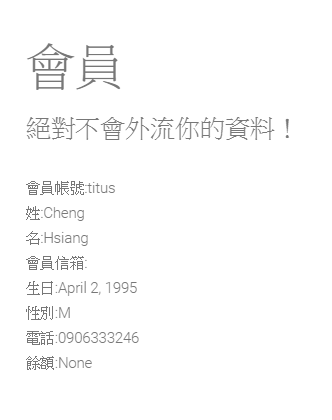 會員
絕對不會外流你的資料！
會員帳號:titus
姓:Cheng
名:Hsiang
會員信箱:
生日:April 2, 1995
性別:M
電話:0906333246
餘額:None